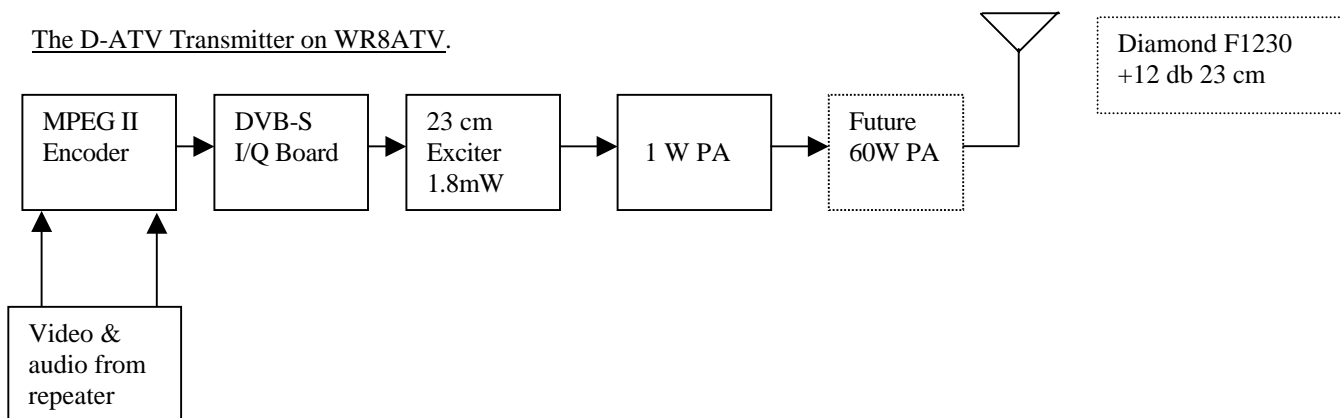 The D-ATV Transmitter on WR8ATV.
Diamond F1230
+12 db 23 cm
MPEG II
Encoder
DVB-S
I/Q Board
23 cm
Exciter
1.8mW
1 W PA
Future
60W PA
Video &
audio from
repeater